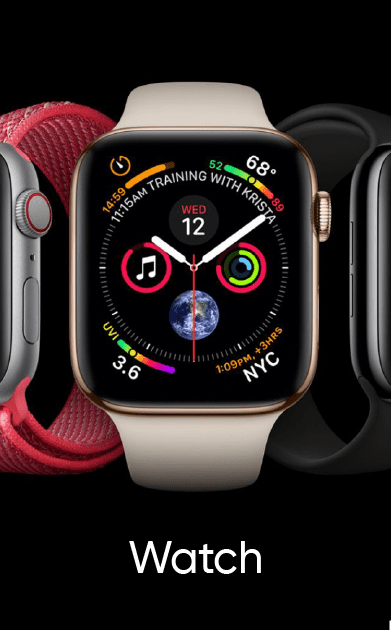 14:59
11:15AM TRAINING WITH KRISTA
52
68°
89
WED
12
UVI
3.6
1:09PM, +3HRS
NYC
Watch